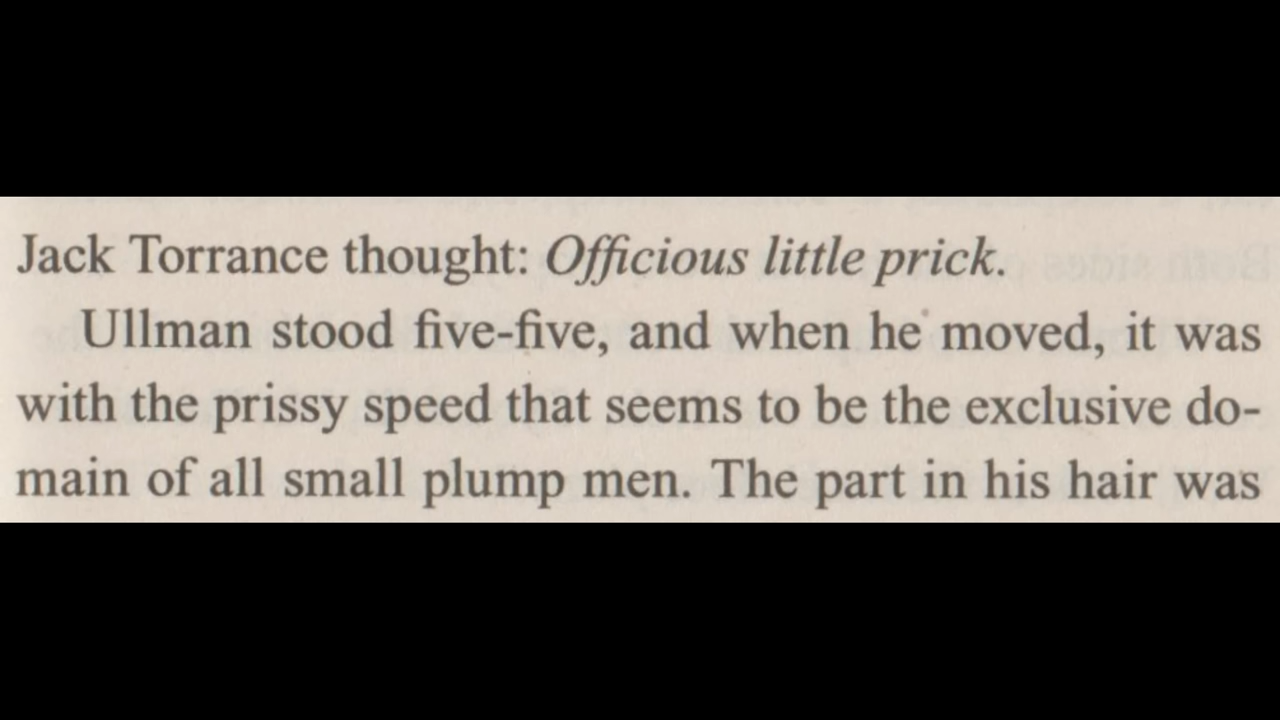 Jack Torrance thought: Officious little prick.
Ullman stood five-five, and when he moved, it was
with the prissy speed that seems to be the exclusive do-
main of all small plump men. The part in his hair was